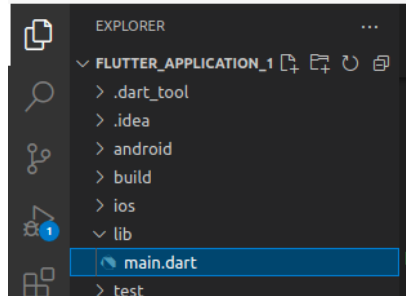 EXPLORER
FLUTTER_APPLICATION_1
.dart_tool
.idea
android
build
ios
lib
1
main.dart
test